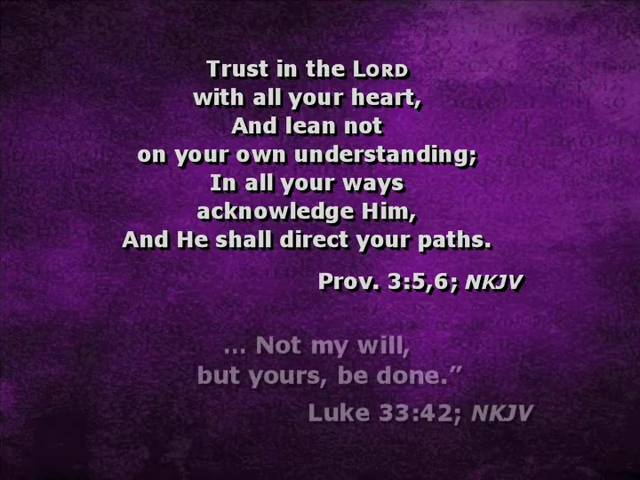 Trust in the LORD
with all your heart,
And lean not
on your own understanding;
In all your ways
acknowledge Him,
And He shall direct your paths.
Prov. 3:5,6; NKJV
... Not my will,
but yours, be done.”
Luke 33:42; NKJV